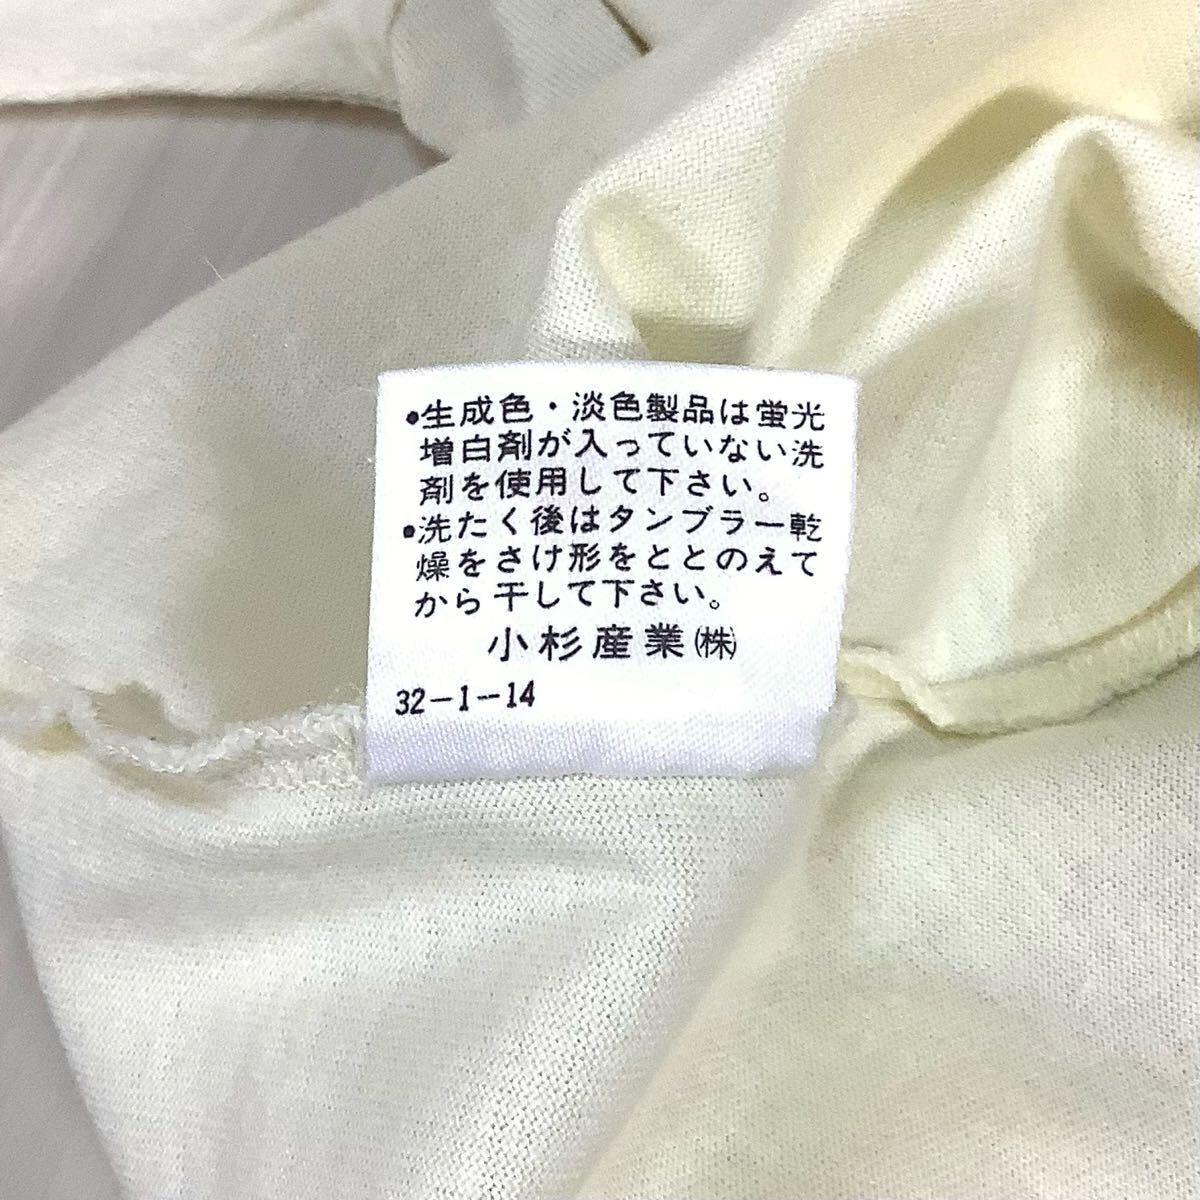 ●生成色・淡色製品は蛍光
増白剤が入っていない洗
剤を使用して下さい。
●洗たく後はタンブラー乾
燥をさけ形をととのえて
から干して下さい。
小杉産業㈱
32-1-14